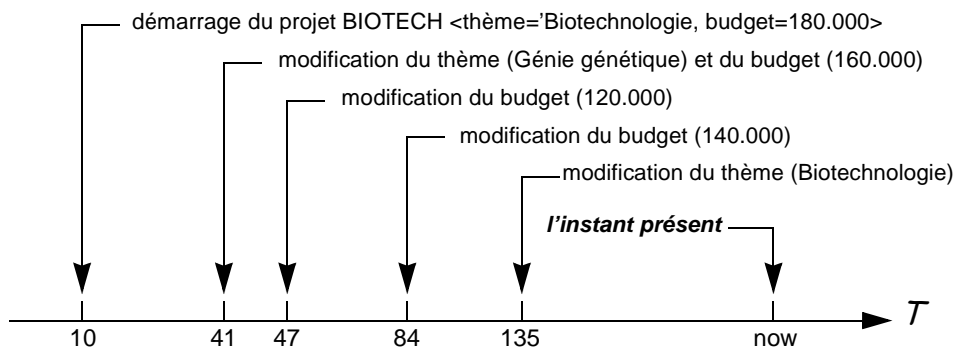 démarrage du projet BIOTECH <thème='Biotechnologie, budget=180.000>
modification du thème (Génie génétique) et du budget (160.000)
modification du budget (120.000)
modification du budget (140.000)
modification du thème (Biotechnologie)
l'instant présent
T
10 41 47 84 135 now